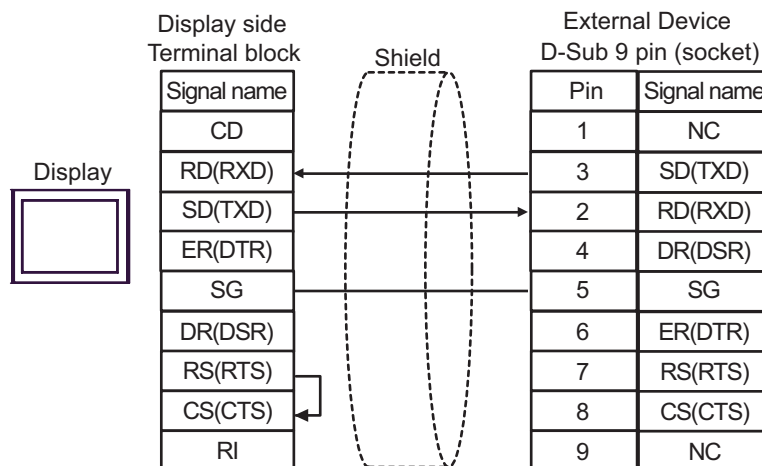 Display side
Terminal block
Shield
External Device
D-Sub 9 pin (socket)
Display
Signal name
Pin Signal name
CD
1 NC
RD(RXD)
3 SD(TXD)
SD(TXD)
2 RD(RXD)
ER(DTR)
4 DR(DSR)
SG
5 SG
DR(DSR)
6 ER(DTR)
RS(RTS)
7 RS(RTS)
CS(CTS)
8 CS(CTS)
RI
9 NC